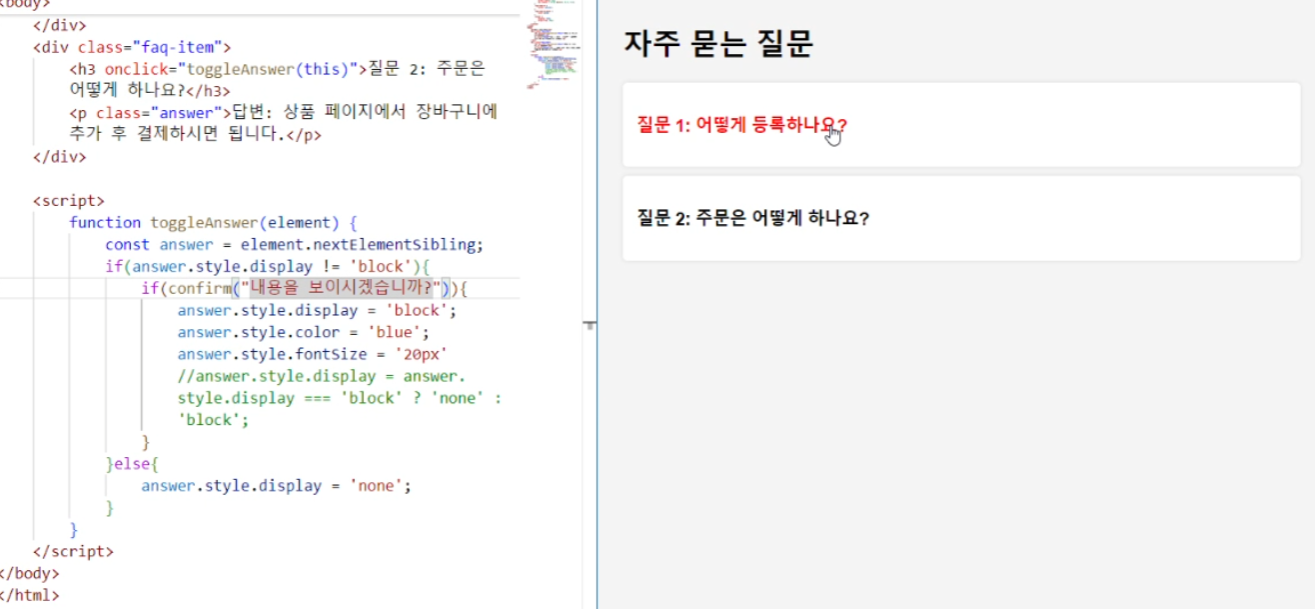 <body>
</div>
<div class="faq-item">
<h3 onclick="toggleAnswer(this)">질문 2: 주문은
어떻게 하나요?</h3>
<p class="answer">답변: 상품 페이지에서 장바구니에
추가 후 결제하시면 됩니다.</p>
</div>
<script>
function toggleAnswer(element) {
const answer = element.nextElementSibling;
if(answer.style.display != 'block'){
if(confirm("내용을 보이시겠습니까?")){
answer.style.display = 'block';
answer.style.color = 'blue';
answer.style.fontSize = '20px'
//answer.style.display = answer.
style.display === 'block' ? 'none' :
'block';
}
}else{
answer.style.display = 'none';
}
}
</script>
</body>
</html>
자주 묻는 질문
질문 1: 어떻게 등록하나요?
질문 2: 주문은 어떻게 하나요?